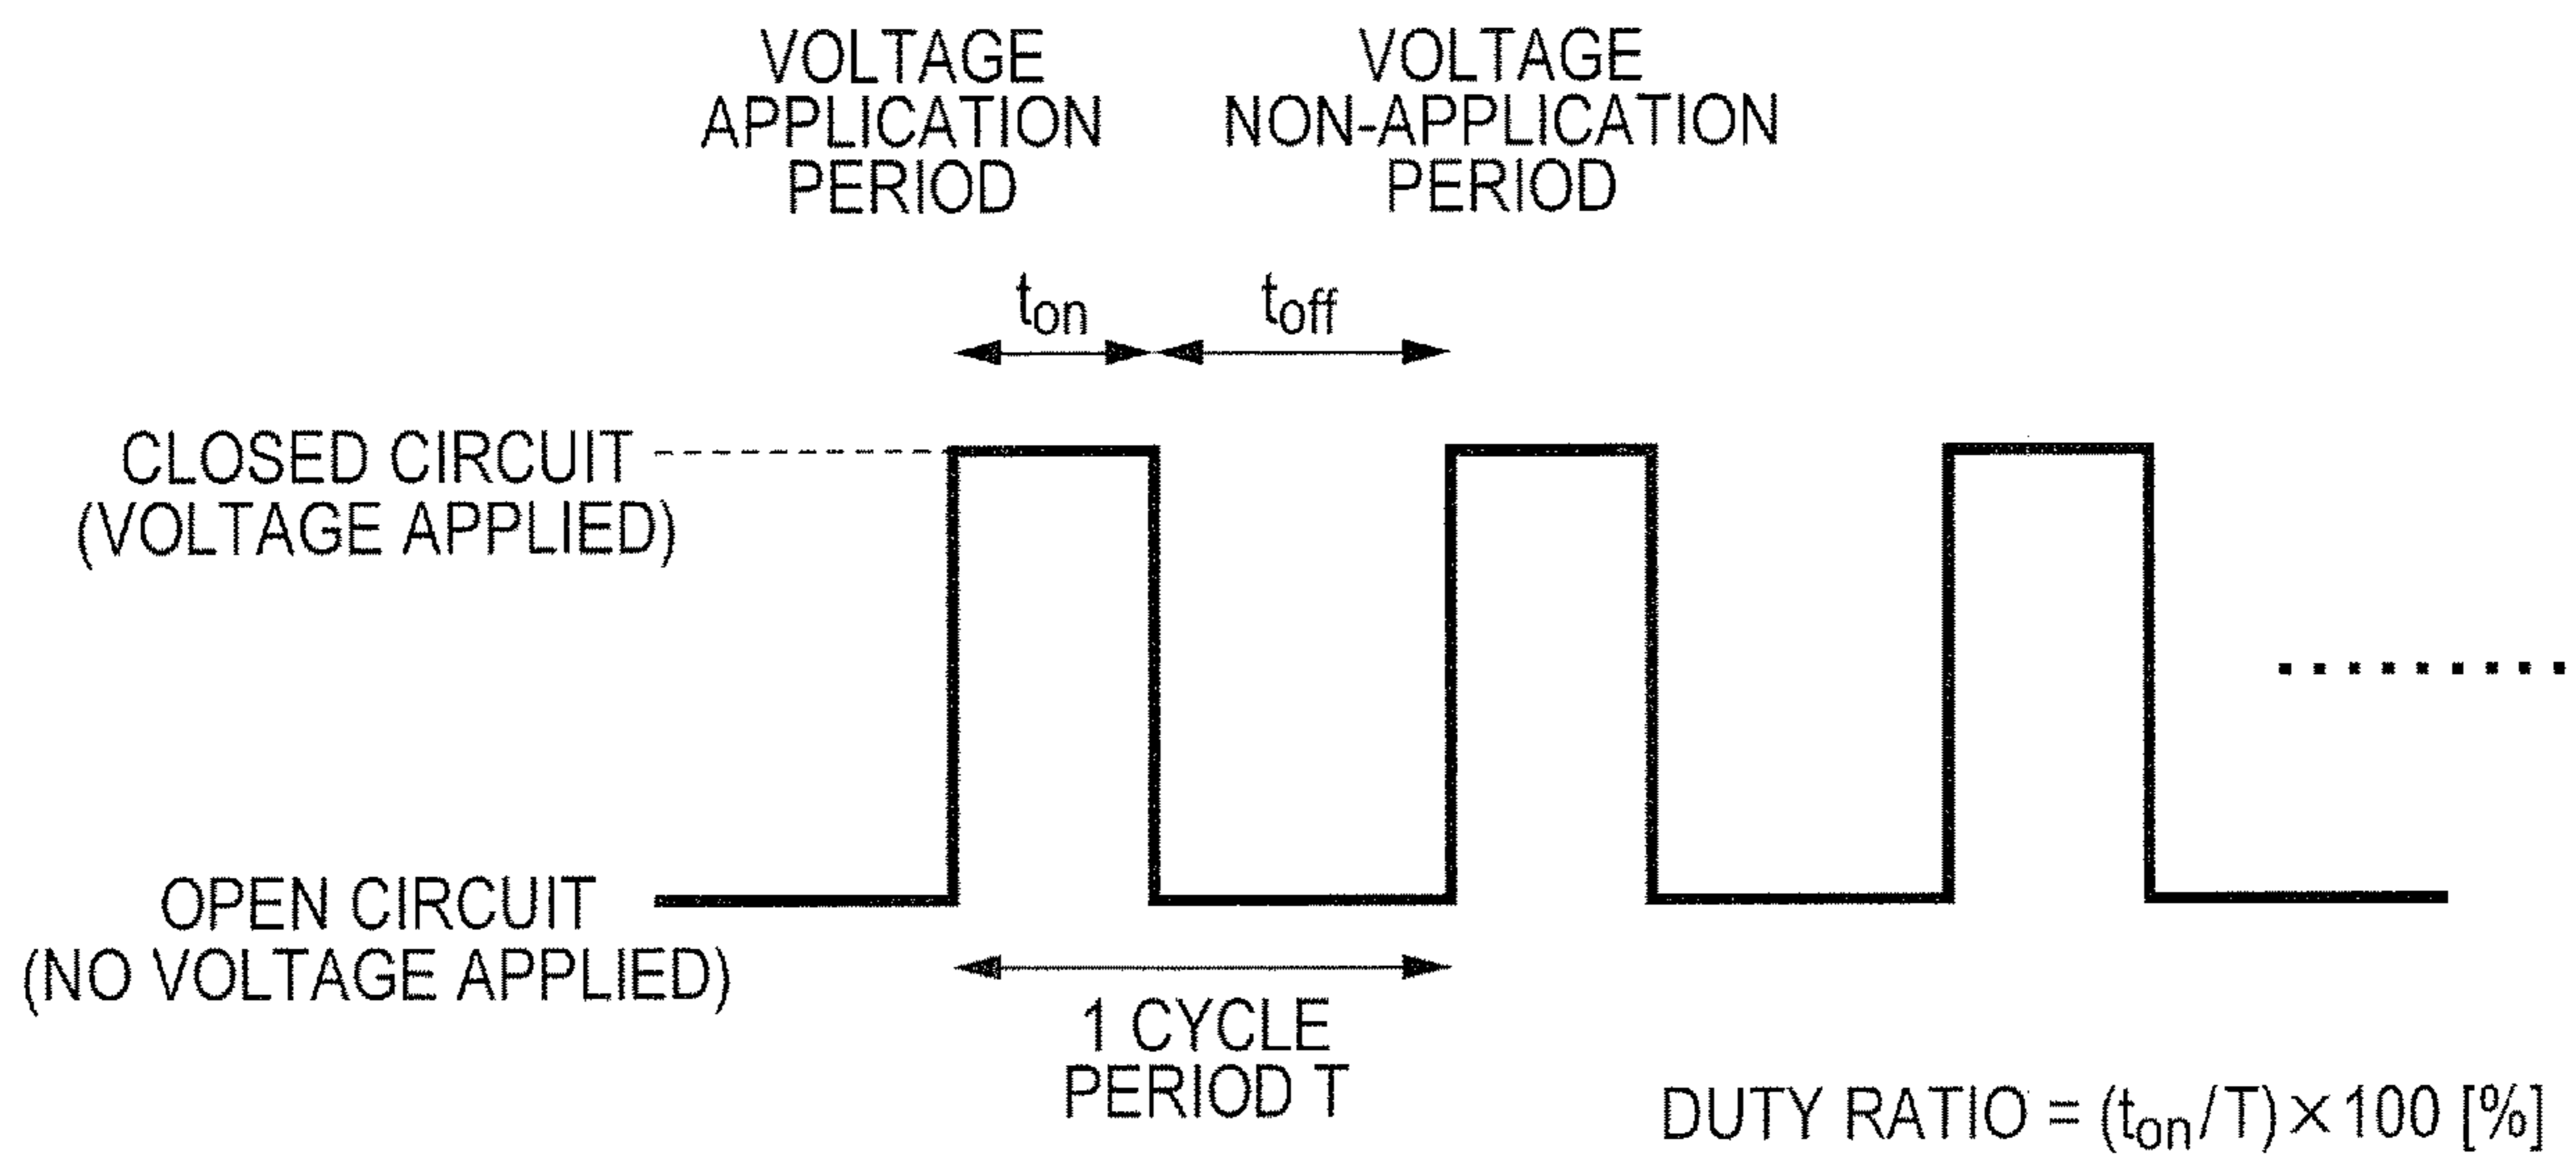 VOLTAGE
APPLICATION
PERIOD
VOLTAGE
NON-APPLICATION
PERIOD
ton
toff
CLOSED CIRCUIT
(VOLTAGE APPLIED)
OPEN CIRCUIT
(NO VOLTAGE APPLIED)
1 CYCLE
PERIOD T
DUTY RATIO = (ton/T)×100 [%]